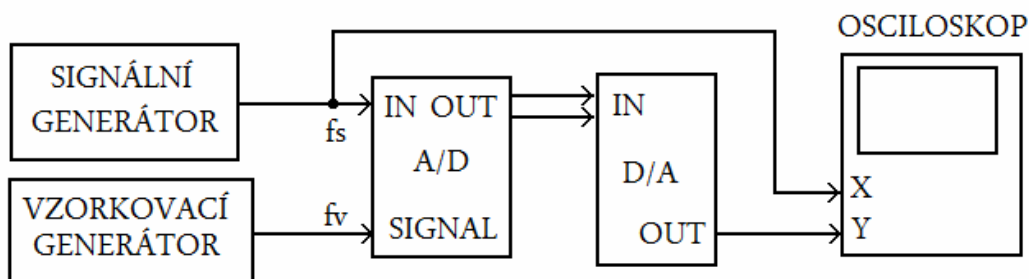 OSCILOSKOP
SIGNÁLNÍ
GENERÁTOR
fs
IN OUT
A/D
SIGNAL
IN
D/A
OUT
X
Y
VZORKOVACÍ
GENERÁTOR
fv